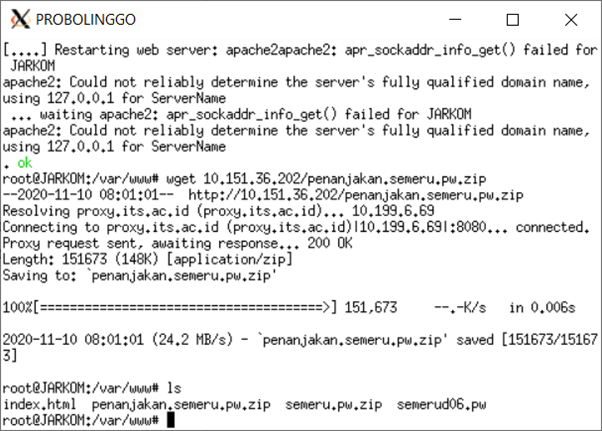 PROBOLINGGO
[....] Restarting web server: apache2apache2: apr_sockaddr_info_get() failed for
 JARKOM
apache2: Could not reliably determine the server's fully qualified domain name,
using 127.0.0.1 for ServerName
 ... waiting apache2: apr_sockaddr_info_get() failed for JARKOM
apache2: Could not reliably determine the server's fully qualified domain name,
using 127.0.0.1 for ServerName
. ok
root@JARKOM:/var/www# wget 10.151.36.202/penanjakan.semeru.pw.zip
--2020-11-10 08:01:01--  http://10.151.36.202/penanjakan.semeru.pw.zip
Resolving proxy.its.ac.id (proxy.its.ac.id)... 10.199.6.69
Connecting to proxy.its.ac.id (proxy.its.ac.id)|10.199.6.69|:8080... connected.
Proxy request sent, awaiting response... 200 OK
Length: 151673 (148K) [application/zip]
Saving to: `penanjakan.semeru.pw.zip'
100%[======================================>] 151,673     --.-K/s   in 0.006s
2020-11-10 08:01:01 (24.2 MB/s) - `penanjakan.semeru.pw.zip' saved [151673/15167
3]
root@JARKOM:/var/www# ls
index.html  penanjakan.semeru.pw.zip  semeru.pw.zip  semerud06.pw
root@JARKOM:/var/www#